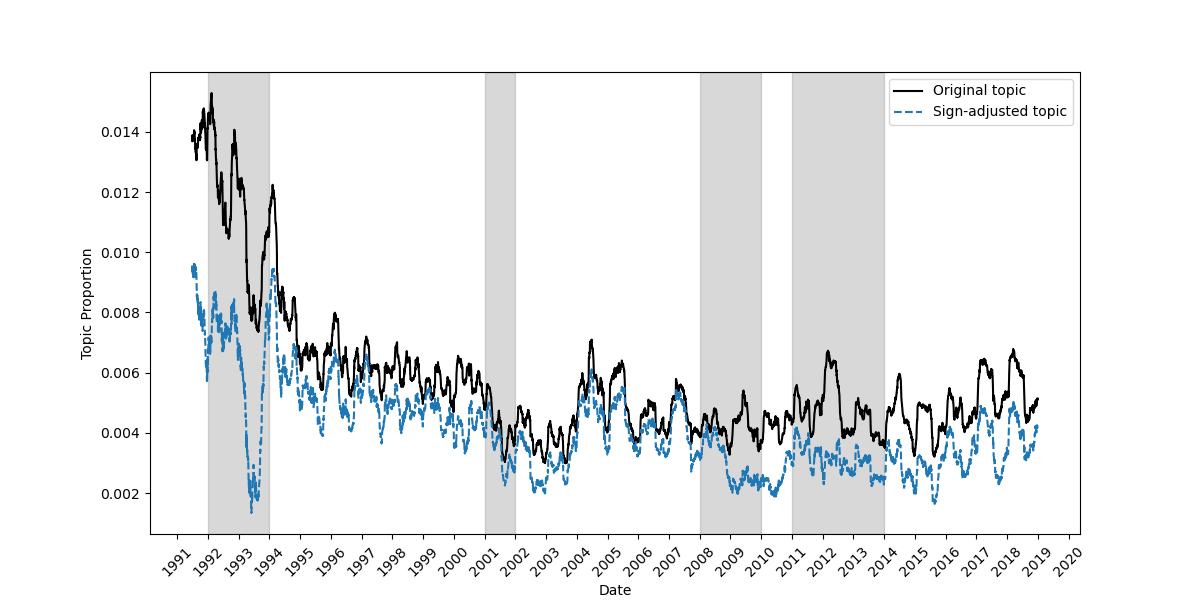 Original topic
Sign-adjusted topic
Topic Proportion
0.014
0.012
0.010
0.008
0.006
0.004
0.002
1991 1992 1993 1994 1995 1996 1997 1998 1999 2000 2001 2002 2003 2004 2005 2006 2007 2008 2009 2010 2011 2012 2013 2014 2015 2016 2017 2018 2019 2020
Date